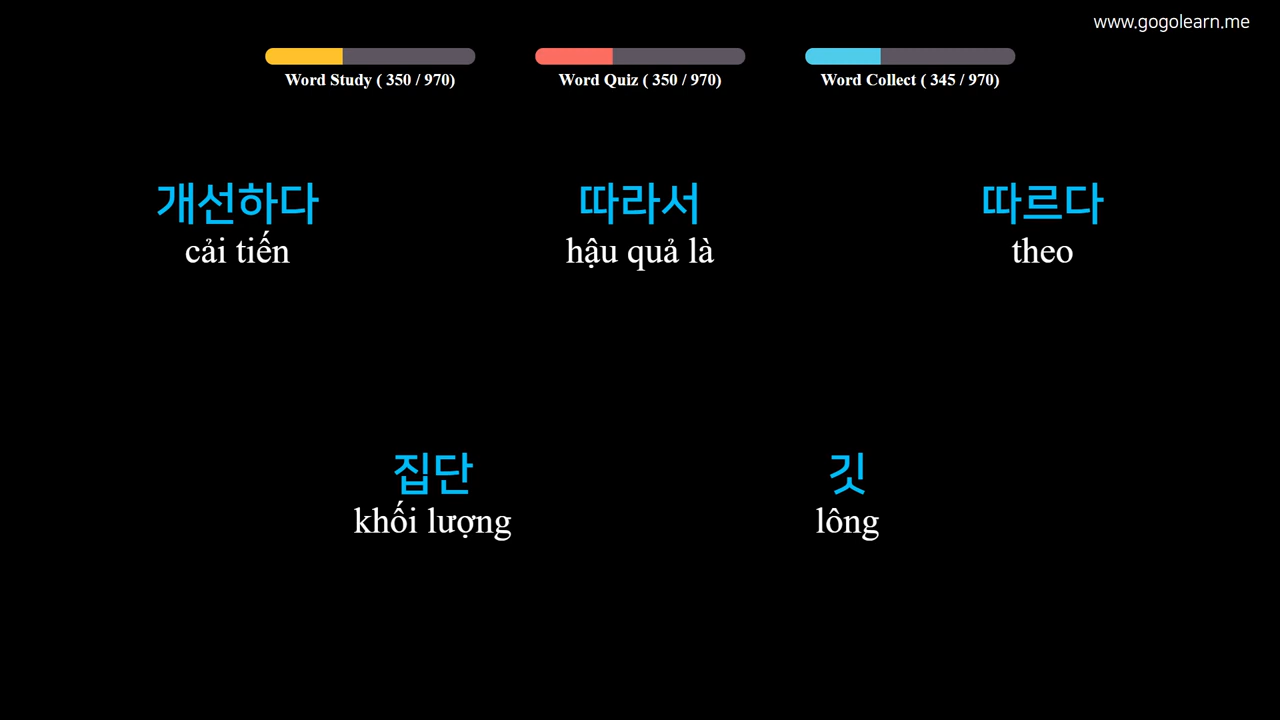 www.gogolearn.me
Word Study ( 350 / 970)
Word Quiz ( 350 / 970)
Word Collect ( 345 / 970)
개선하다
cải tiến
따라서
hậu quả là
따르다
theo
집단
khối lượng
깃
lông